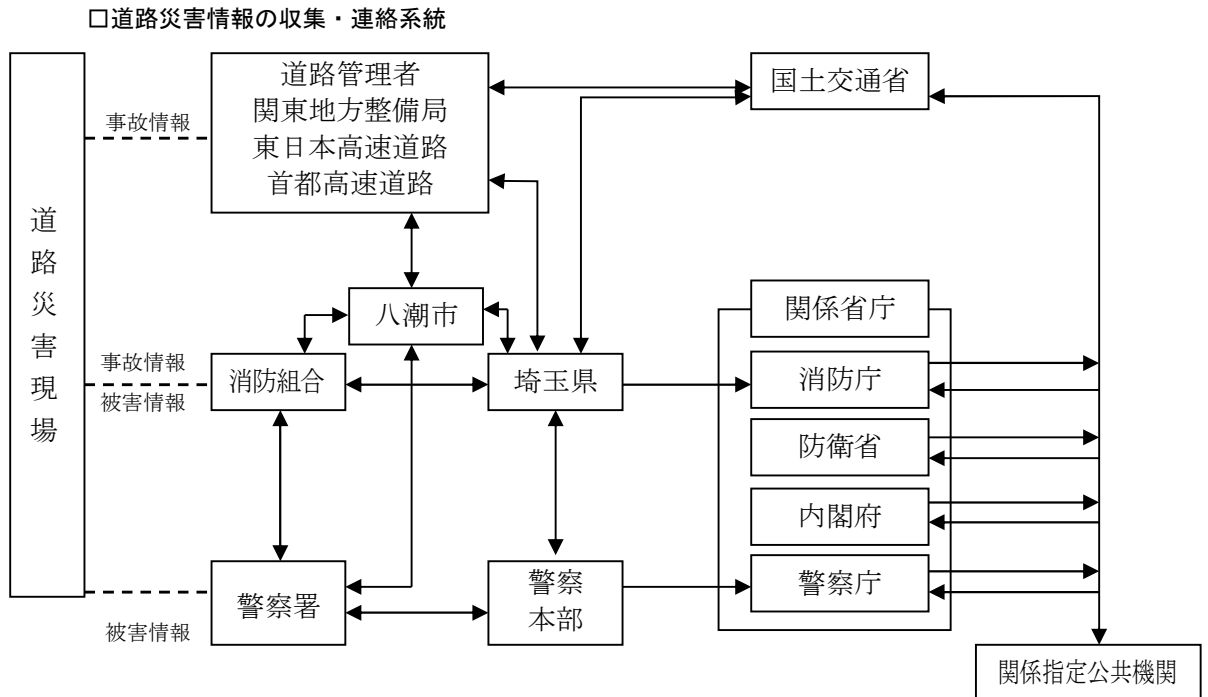 □道路災害情報の収集・連絡系統
道路災害現場
事故情報
道路管理者
関東地方整備局
東日本高速道路
首都高速道路
国土交通省
八潮市
関係省庁
事故情報
被害情報
消防組合
埼玉県
消防庁
防衛省
内閣府
被害情報
警察署
警察
本部
警察庁
関係指定公共機関